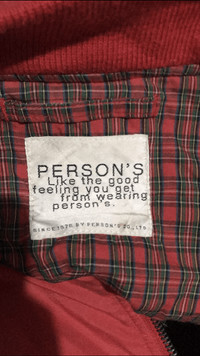 PERSON'S
Like the good
feeling you get
from wearing
person's.
SINCE 1976 BY PERSON'S CO., LTD.